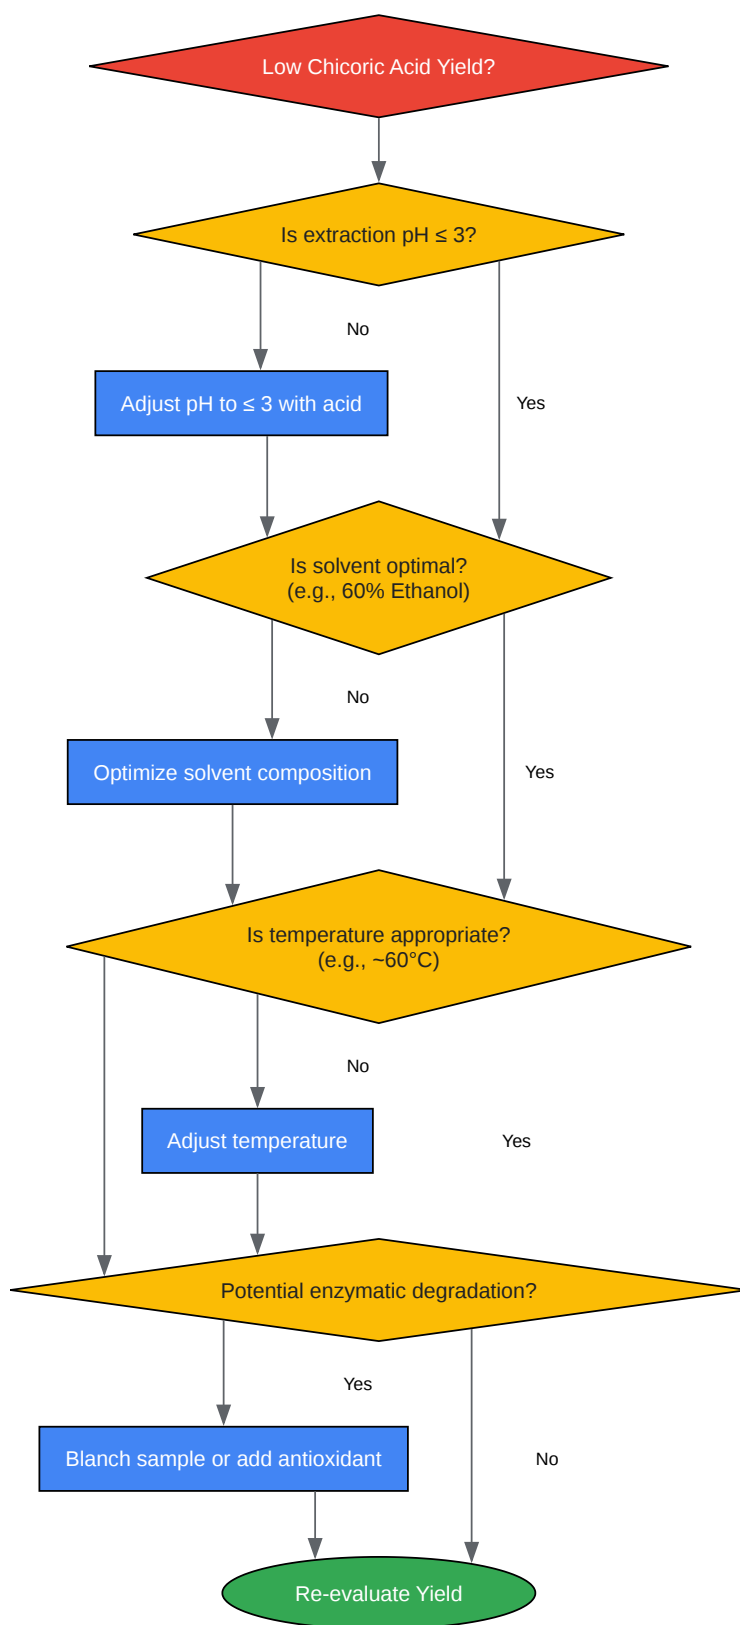 Low Chicoric Acid Yield?
Is extraction pH ≤ 3?
No
Adjust pH to ≤ 3 with acid
Yes
Is solvent optimal?
(e.g., 60% Ethanol)
No
Optimize solvent composition
Yes
Is temperature appropriate?
(e.g., ~60°C)
No
Adjust temperature
Yes
Potential enzymatic degradation?
Yes
Blanch sample or add antioxidant
No
Re-evaluate Yield